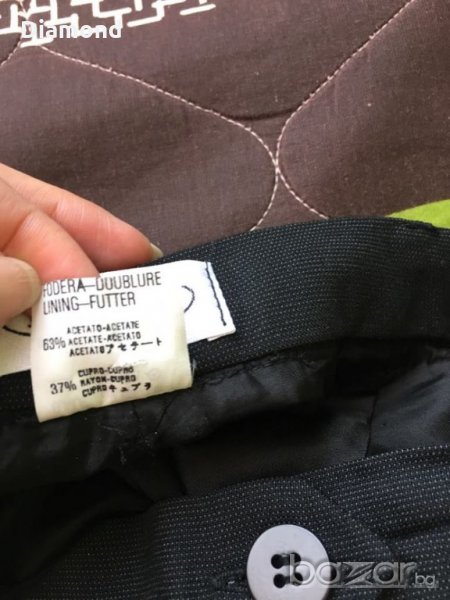 Diamond
FODERA-DOUBLURE
LINING-FUTTER
ACETATO-ACETATE
63% ACETATE-ACETATO
ACETATOアセテート
CUPRO-CUPRO
37% RAYON-CUPRO
CUPROキュプラ
bazar.bg